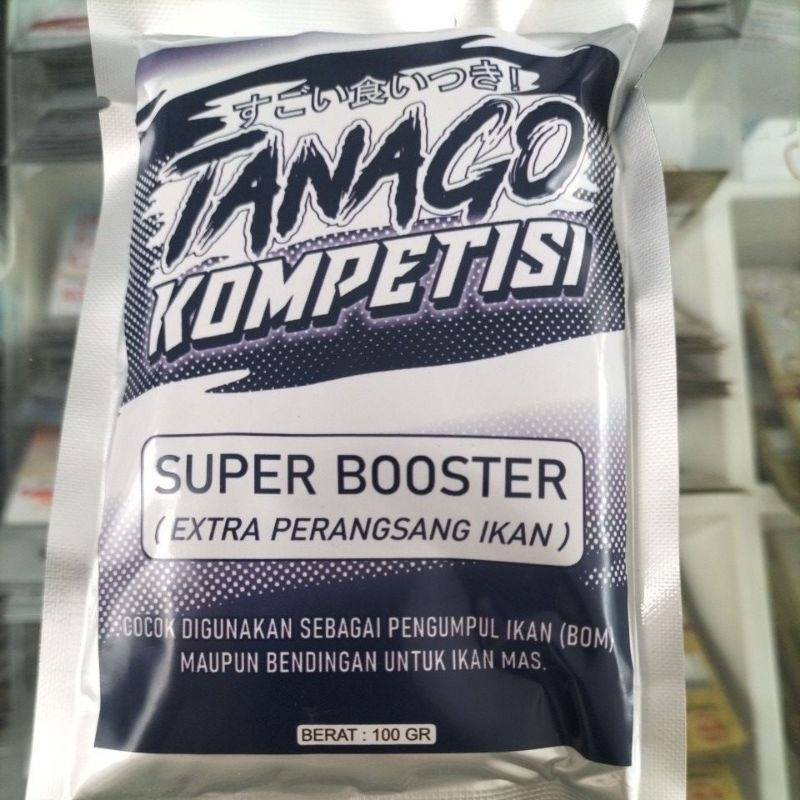 すごい食いつき!
TANAGO
KOMPETISI
SUPER BOOSTER
( EXTRA PERANGSANG IKAN )
COCOK DIGUNAKAN SEBAGAI PENGUMPUL IKAN (BOM)
MAUPUN BENDINGAN UNTUK IKAN MAS.
BERAT : 100 GR